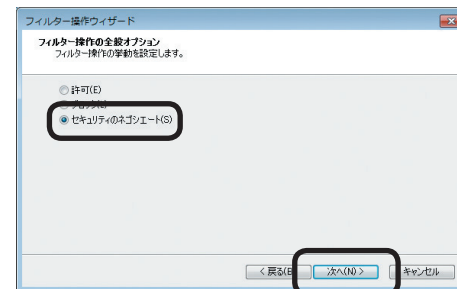 フィルター操作ウィザード
フィルター操作の全般オプション
フィルター操作の挙動を設定します。
許可(E)
セキュリティのネゴシエート(S)
< 戻る(B
次へ(N) >
キャンセル